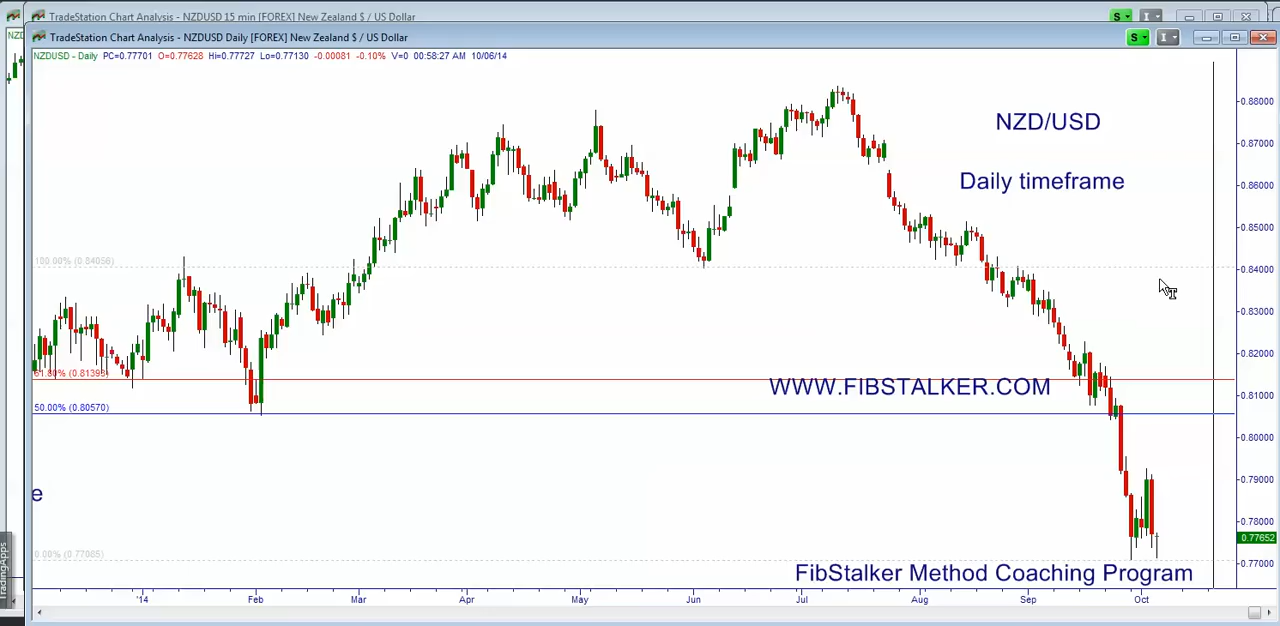 TradeStation Chart Analysis - NZDUSD 15 min [FOREX] New Zealand $ / US Dollar
S
I
TradeStation Chart Analysis - NZDUSD Daily [FOREX] New Zealand $ / US Dollar
S
I
NZD
NZDUSD - Daily PC=0.77701 O=0.77628 Hi=0.77727 Lo=0.77130 -0.00081 -0.10% V=0 00:58:27 AM 10/06/14
0.88000
NZD/USD
0.87000
Daily timeframe
0.86000
0.85000
100.00% (0.84056)
0.84000
0.83000
0.82000
61.80% (0.81393)
WWW.FIBSTALKER.COM
0.81000
50.00% (0.80570)
0.80000
0.79000
e
0.78000
0.77652
0.00% (0.77085)
0.77000
FibStalker Method Coaching Program
TradingApps
'14 Feb Mar Apr May Jun Jul Aug Sep Oct